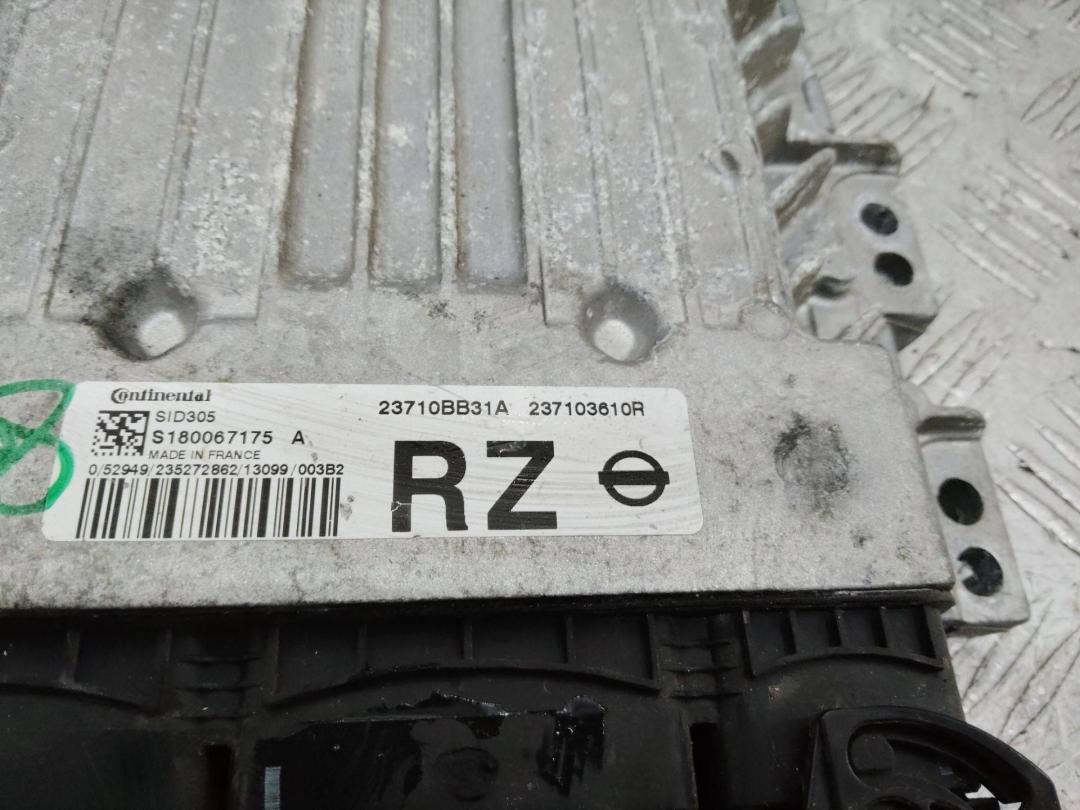 Continental
SID305
S180067175 A
MADE IN FRANCE
0/52949/235272862/13099/003B2
23710BB31A 237103610R
RZ